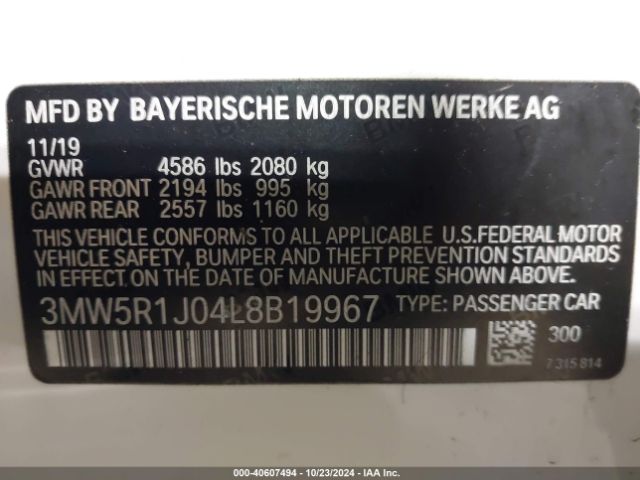 MFD BY BAYERISCHE MOTOREN WERKE AG
11/19
GVWR 4586 lbs 2080 kg
GAWR FRONT 2194 lbs 995 kg
GAWR REAR 2557 lbs 1160 kg
THIS VEHICLE CONFORMS TO ALL APPLICABLE U.S.FEDERAL MOTOR
VEHICLE SAFETY, BUMPER AND THEFT PREVENTION STANDARDS
IN EFFECT ON THE DATE OF MANUFACTURE SHOWN ABOVE.
3MW5R1J04L8B19967 TYPE: PASSENGER CAR
300
7 315 814
000-40607494 - 10/23/2024 - IAAI.COM